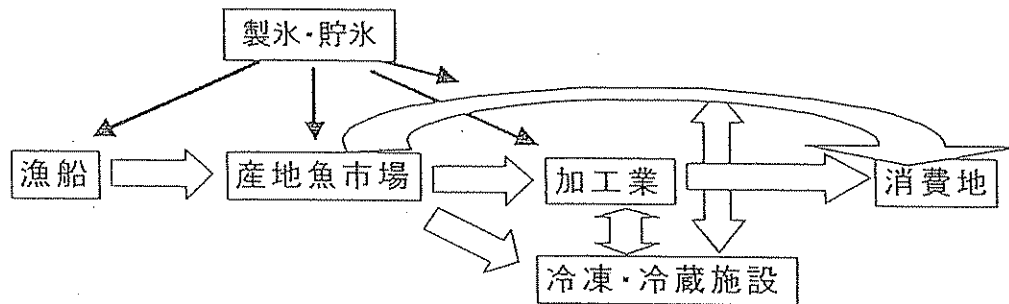 製氷・貯氷
漁船
産地魚市場
加工業
消費地
冷凍・冷蔵施設